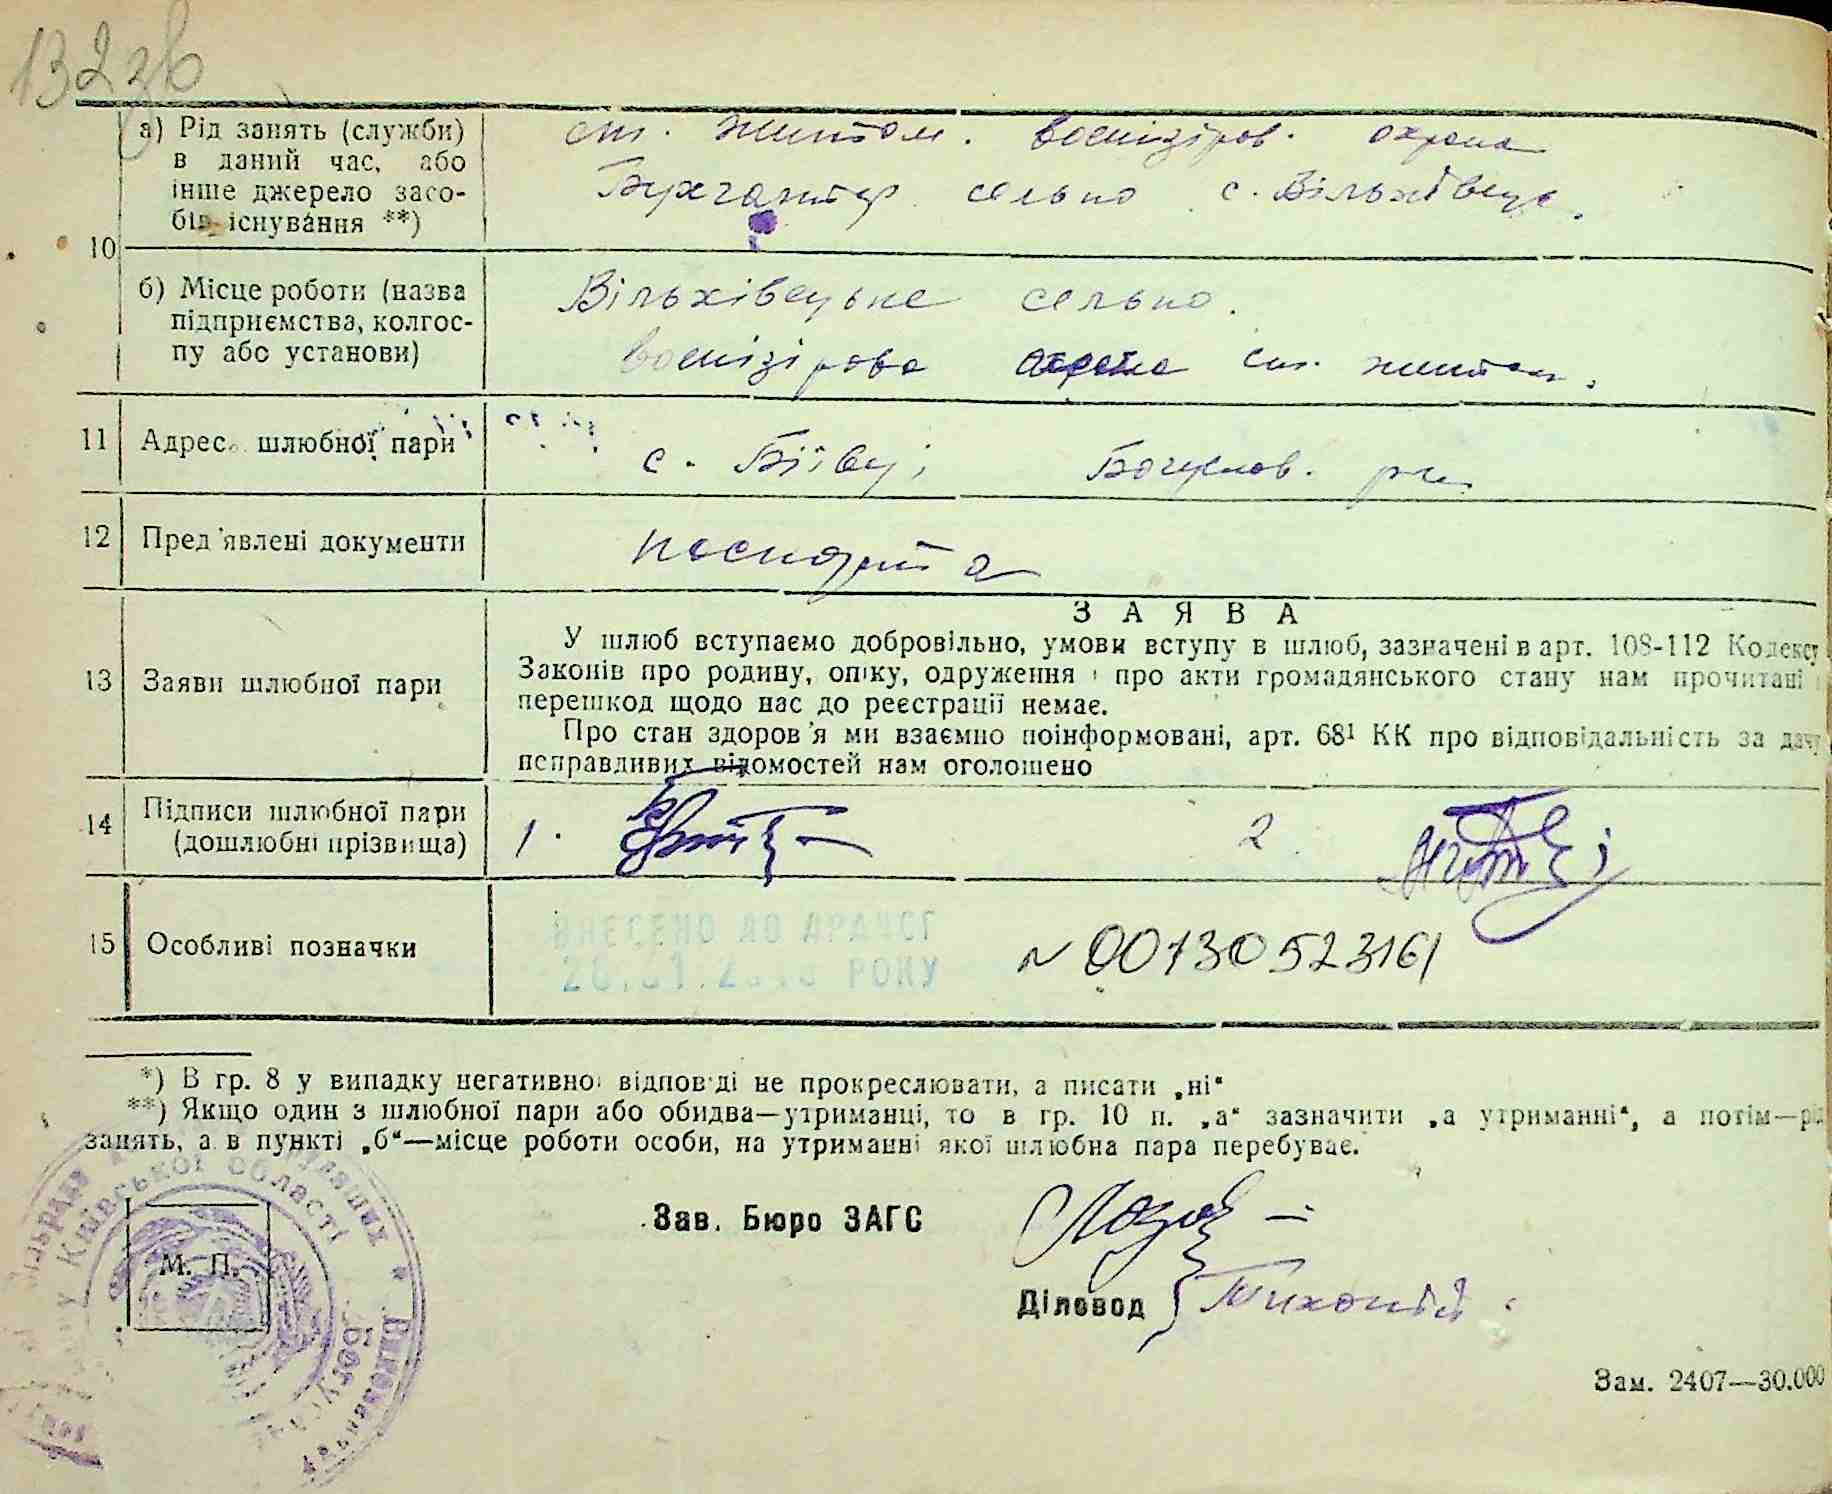 132зв
а) Рід занять (служби)
в даний час, або
інше джерело засо-
бів існування **)
ст. Житом. воєнізіров. охрана
Бухгалтер сельпо с. Вільхівець.
10
б) Місце роботи (назва
підприємства, колгос-
пу або установи)
Вільхівецьке сельпо.
воєнізірова охрана ст. житом.
11 Адрес шлюбної пари
с. Біївці Богуслов. р-н
12 Пред'явлені документи
паспорта
13 Заяви шлюбної пари
ЗАЯВА
У шлюб вступаємо добровільно, умови вступу в шлюб, зазначені в арт. 108-112 Кодексу
Законів про родину, опіку, одруження і про акти громадянського стану нам прочитані
перешкод щодо нас до реєстрації немає.
Про стан здоров'я ми взаємно поінформовані, арт. 68¹ КК про відповідальність за дачу
неправдивих відомостей нам оголошено
14 Підписи шлюбної пари
(дошлюбні прізвища)
1. 2
15 Особливі позначки
ВНЕСЕНО ДО ДРАЦСГ
РОКУ
N 00130523161
*) В гр. 8 у випадку негативної відповіді не прокреслювати, а писати „ні“
**) Якщо один з шлюбної пари або обидва—утриманці, то в гр. 10 п. „а“ зазначити „а утриманні“, а потім—рід
занять, а в пункті „б“—місце роботи особи, на утриманні якої шлюбна пара перебуває.
Київської області
М. П.
Зав. Бюро ЗАГС
Діловод
Зам. 2407—30.000